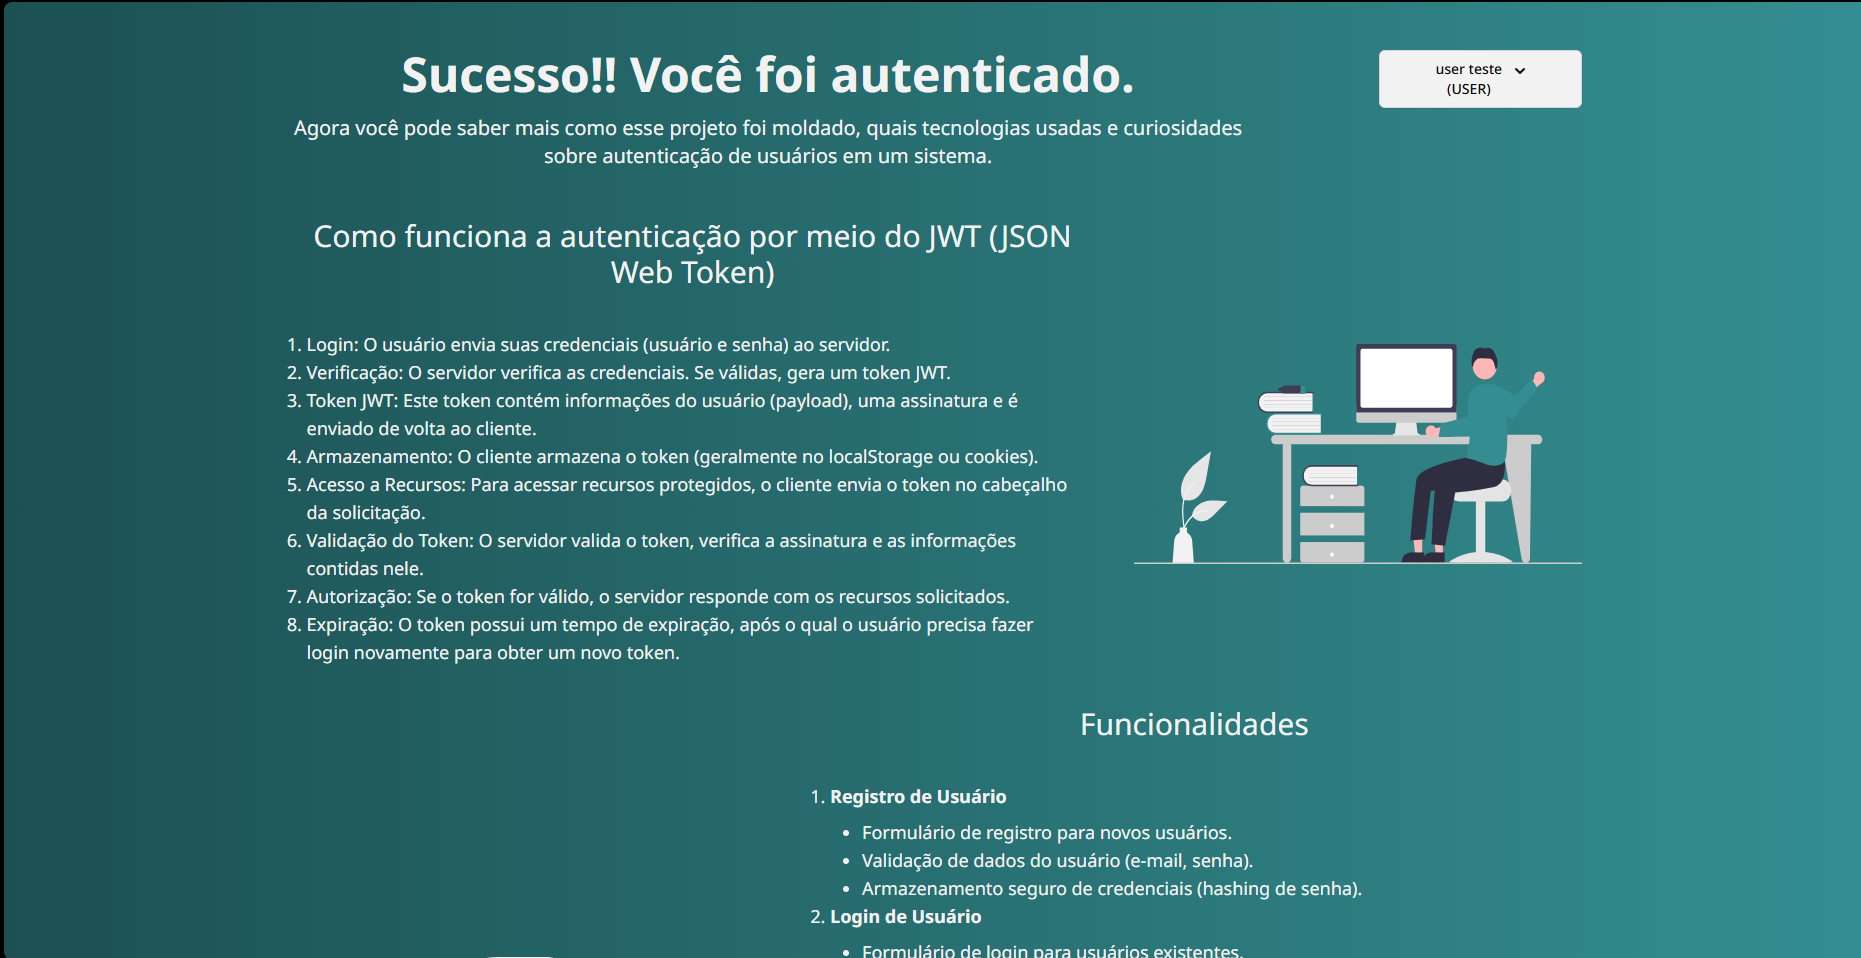 Sucesso!! Você foi autenticado.
user teste
(USER)
Agora você pode saber mais como esse projeto foi moldado, quais tecnologias usadas e curiosidades
sobre autenticação de usuários em um sistema.
Como funciona a autenticação por meio do JWT (JSON
Web Token)
1. Login: O usuário envia suas credenciais (usuário e senha) ao servidor.
2. Verificação: O servidor verifica as credenciais. Se válidas, gera um token JWT.
3. Token JWT: Este token contém informações do usuário (payload), uma assinatura e é
enviado de volta ao cliente.
4. Armazenamento: O cliente armazena o token (geralmente no localStorage ou cookies).
5. Acesso a Recursos: Para acessar recursos protegidos, o cliente envia o token no cabeçalho
da solicitação.
6. Validação do Token: O servidor valida o token, verifica a assinatura e as informações
contidas nele.
7. Autorização: Se o token for válido, o servidor responde com os recursos solicitados.
8. Expiração: O token possui um tempo de expiração, após o qual o usuário precisa fazer
login novamente para obter um novo token.
Funcionalidades
1. Registro de Usuário
• Formulário de registro para novos usuários.
• Validação de dados do usuário (e-mail, senha).
• Armazenamento seguro de credenciais (hashing de senha).
2. Login de Usuário
• Formulário de login para usuários existentes.